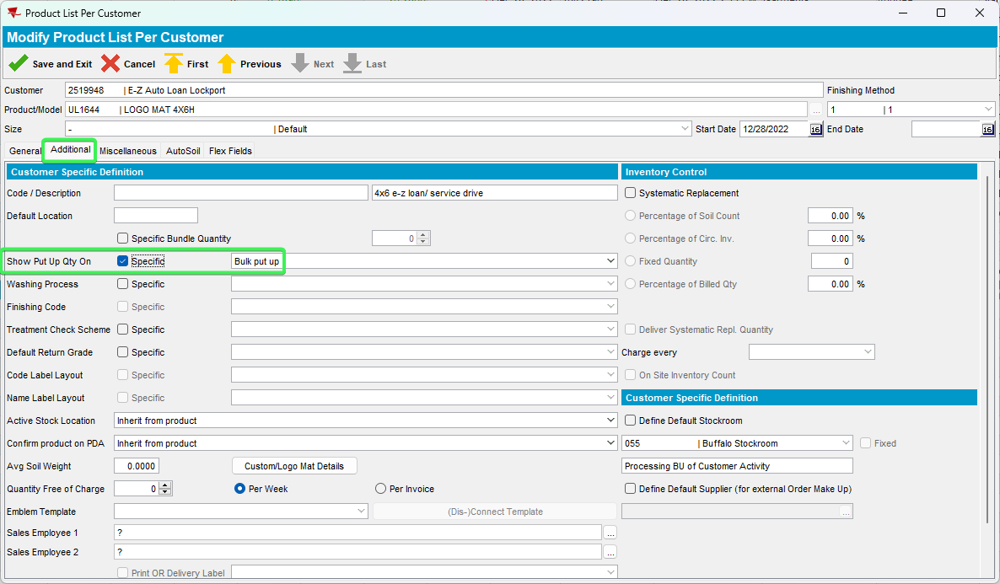 Product List Per Customer
Modify Product List Per Customer
Save and Exit Cancel First Previous Next Last
Customer 2519948 | E-Z Auto Loan Lockport Finishing Method
Product/Model UL1644 | LOGO MAT 4X6H ... 1 | 1
Size - | Default Start Date 12/28/2022 16 End Date 16
General Additional Miscellaneous AutoSoil Flex Fields
Customer Specific Definition Inventory Control
Code / Description 4x6 e-z loan/ service drive Systematic Replacement
Default Location Percentage of Soil Count 0.00 %
Specific Bundle Quantity 0 Percentage of Circ. Inv. 0.00 %
Show Put Up Qty On Specific Bulk put up Fixed Quantity 0
Washing Process Specific Percentage of Billed Qty 0.00 %
Finishing Code Specific
Treatment Check Scheme Specific Deliver Systematic Repl. Quantity
Default Return Grade Specific Charge every
Code Label Layout Specific On Site Inventory Count
Name Label Layout Specific Customer Specific Definition
Active Stock Location Inherit from product Define Default Stockroom
Confirm product on PDA Inherit from product 055 | Buffalo Stockroom Fixed
Avg Soil Weight 0.0000 Custom/Logo Mat Details Processing BU of Customer Activity
Quantity Free of Charge 0 Per Week Per Invoice Define Default Supplier (for external Order Make Up)
Emblem Template (Dis-)Connect Template ...
Sales Employee 1 ? ...
Sales Employee 2 ? ...
Print OR Delivery Label